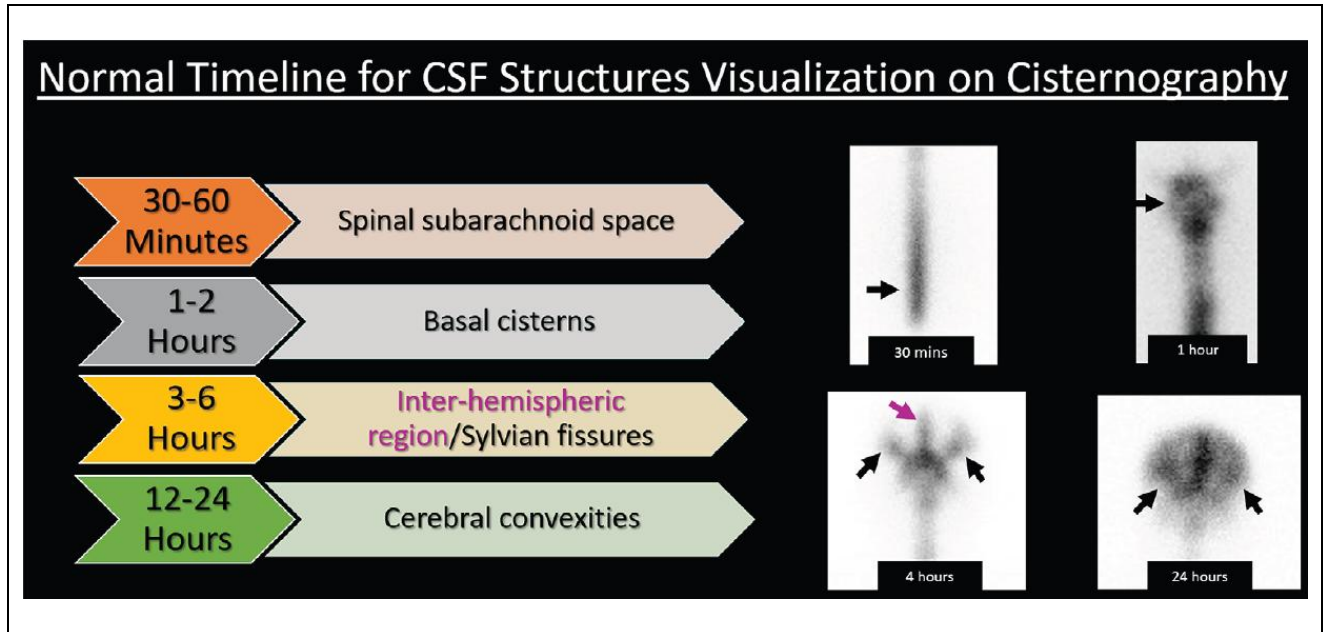 Normal Timeline for CSF Structures Visualization on Cisternography
30-60
Minutes
Spinal subarachnoid space
1-2
Hours
Basal cisterns
3-6
Hours
Inter-hemispheric
region/Sylvian fissures
12-24
Hours
Cerebral convexities
30 mins
1 hour
4 hours
24 hours